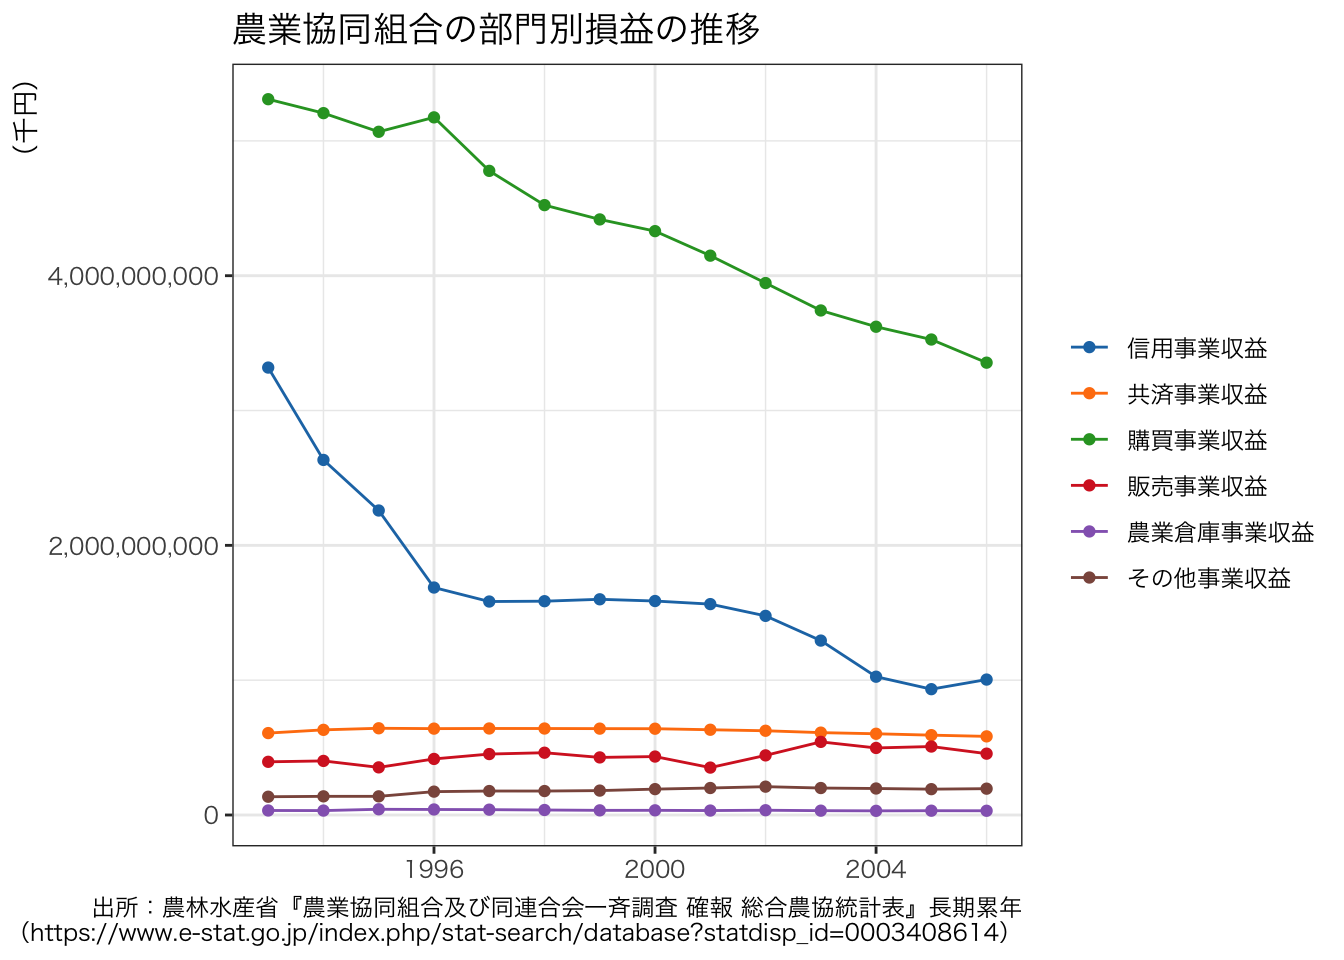 農業協同組合の部門別損益の推移
（千円）
4,000,000,000
2,000,000,000
0
1996
2000
2004
信用事業収益
共済事業収益
購買事業収益
販売事業収益
農業倉庫事業収益
その他事業収益
出所：農林水産省『農業協同組合及び同連合会一斉調査 確報 総合農協統計表』長期累年
（https://www.e-stat.go.jp/index.php/stat-search/database?statdisp_id=0003408614）